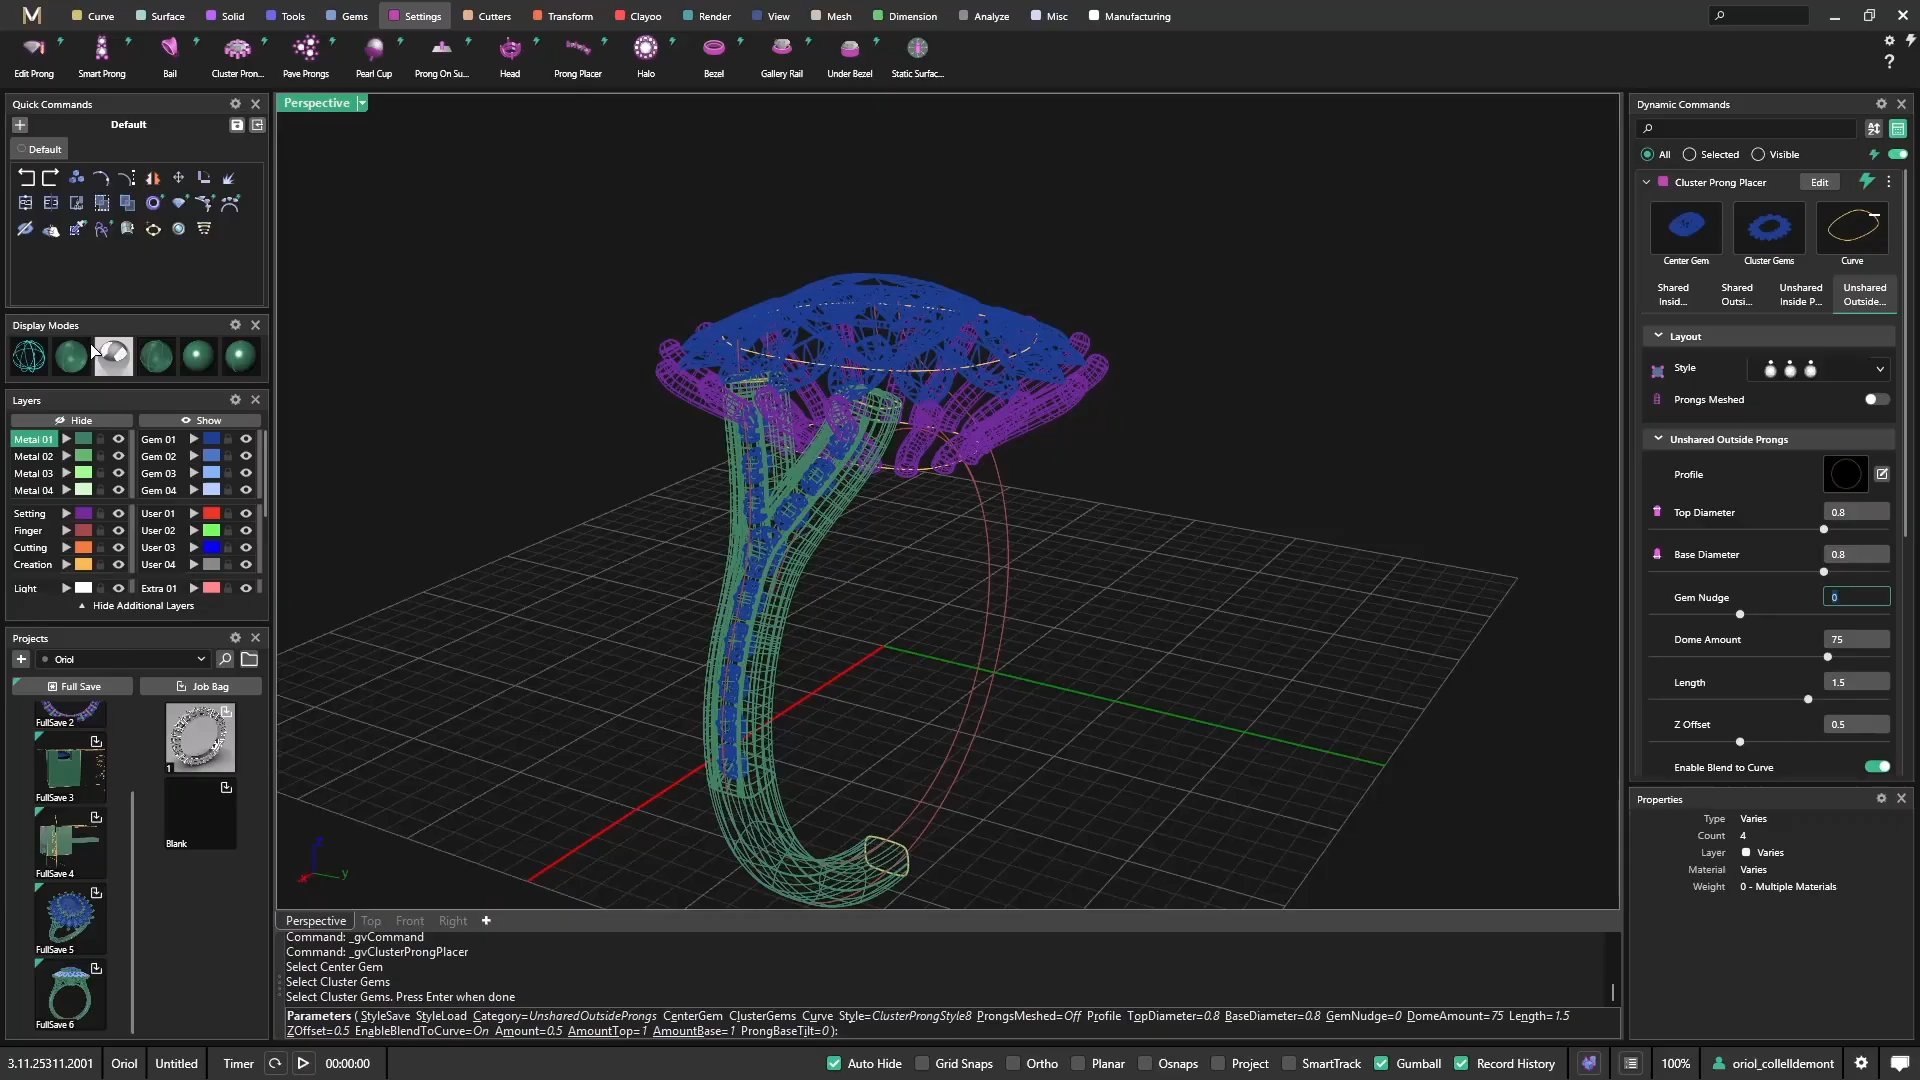 M Curve Surface Solid Tools Gems Settings Cutters Transform Clayoo Render View Mesh Dimension Analyze Misc Manufacturing
Edit Prong Smart Prong Bail Cluster Pron... Pave Prongs Pearl Cup Prong On Su... Head Prong Placer Halo Bezel Gallery Rail Under Bezel Static Surfac...
?
Quick Commands
Default
Default
Display Modes
Layers
Hide Show
Metal 01 Gem 01
Metal 02 Gem 02
Metal 03 Gem 03
Metal 04 Gem 04
Setting User 01
Finger User 02
Cutting User 03
Creation User 04
Light Extra 01
Hide Additional Layers
Projects
Oriol
Full Save Job Bag
FullSave 2
FullSave 3
FullSave 4
FullSave 5
FullSave 6
1
Blank
Perspective
y
Perspective Top Front Right
Command: _gvCommand
Command: _gvClusterProngPlacer
Select Center Gem
Select Cluster Gems
Select Cluster Gems. Press Enter when done
Parameters ( StyleSave StyleLoad Category=UnsharedOutsideProngs CenterGem ClusterGems Curve Style=ClusterProngStyle8 ProngsMeshed=Off Profile TopDiameter=0.8 BaseDiameter=0.8 GemNudge=0 DomeAmount=75 Length=1.5
ZOffset=0.5 EnableBlendToCurve=On Amount=0.5 AmountTop=1 AmountBase=1 ProngBaseTilt=0 ):
Dynamic Commands
All Selected Visible
Cluster Prong Placer Edit
Center Gem Cluster Gems Curve
Shared Insid... Shared Outsi... Unshared Inside P... Unshared Outside...
Layout
Style
Prongs Meshed
Unshared Outside Prongs
Profile
Top Diameter 0.8
Base Diameter 0.8
Gem Nudge 0
Dome Amount 75
Length 1.5
Z Offset 0.5
Enable Blend to Curve
Properties
Type Varies
Count 4
Layer Varies
Material Varies
Weight 0 - Multiple Materials
3.11.25311.2001 Oriol Untitled Timer 00:00:00 Auto Hide Grid Snaps Ortho Planar Osnaps Project SmartTrack Gumball Record History 100% oriol_collelldemont